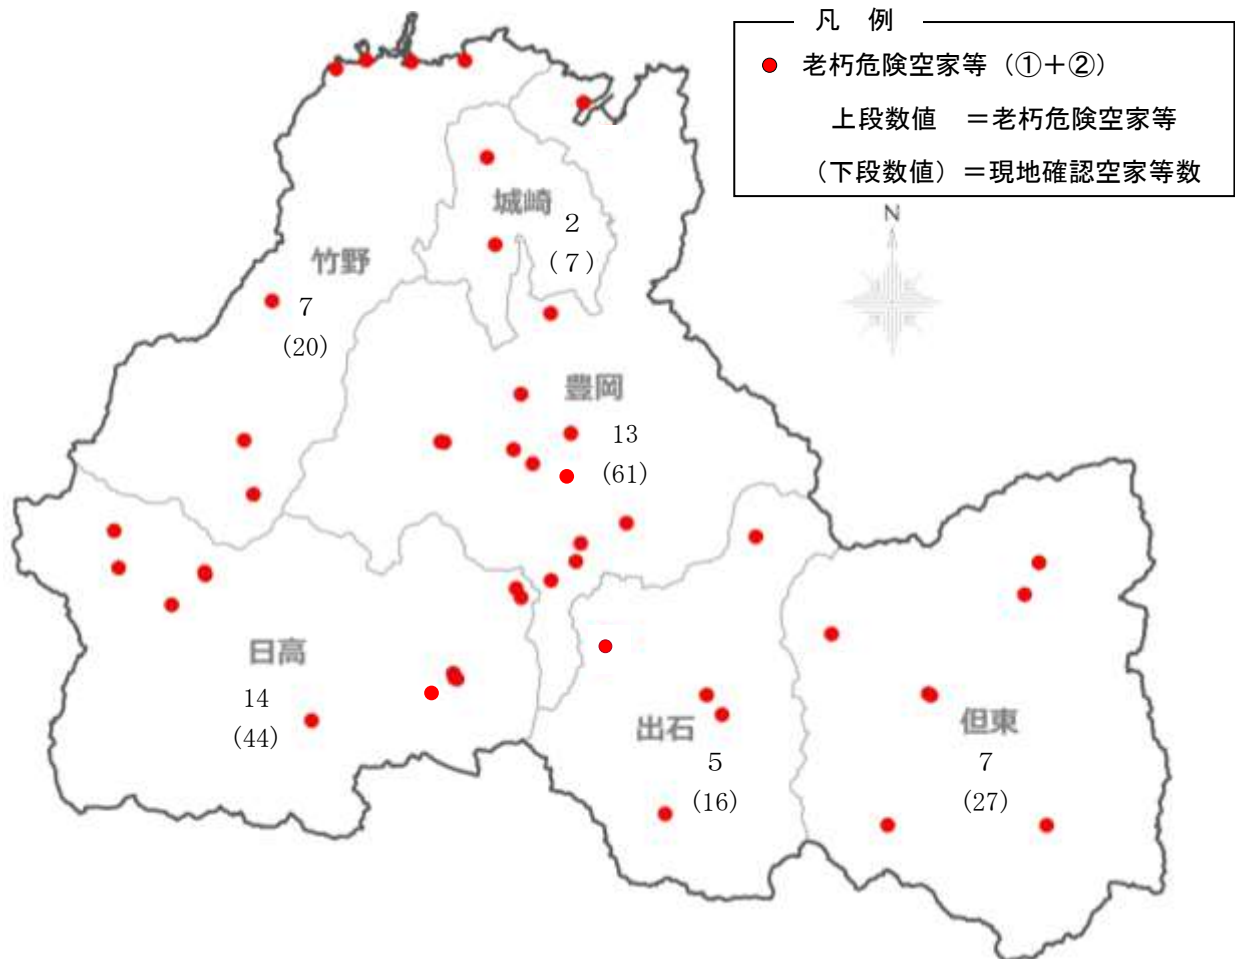 凡 例
老朽危険空家等（①＋②）
上段数値 ＝老朽危険空家等
（下段数値）＝現地確認空家等数
N
城崎
2
(7)
竹野
7
(20)
豊岡
13
(61)
日高
14
(44)
出石
5
(16)
但東
7
(27)